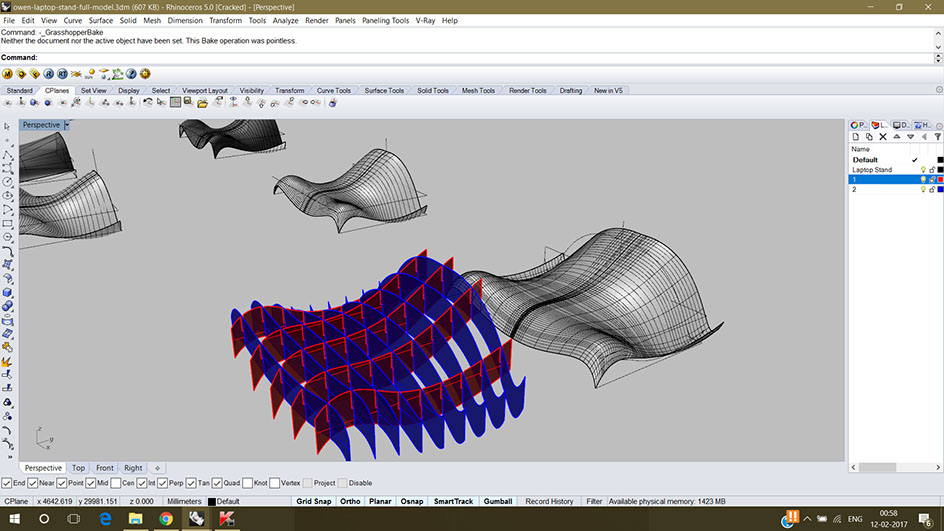 owen-laptop-stand-full-model.3dm (607 KB) - Rhinoceros 5.0 [Cracked] - [Perspective]
File Edit View Curve Surface Solid Mesh Dimension Transform Tools Analyze Render Panels Paneling Tools V-Ray Help
Command: -_GrasshopperBake
Neither the document nor the active object have been set. This Bake operation was pointless.
Command:
Standard CPlanes Set View Display Select Viewport Layout Visibility Transform Curve Tools Surface Tools Solid Tools Mesh Tools Render Tools Drafting New in V5
Perspective
P... L... D... H...
Name
Default
Laptop Stand
1
2
z
y
x
Perspective Top Front Right
End Near Point Mid Cen Int Perp Tan Quad Knot Vertex Project Disable
CPlane x 4642.619 y 29981.151 z 0.000 Millimeters Default Grid Snap Ortho Planar Osnap SmartTrack Gumball Record History Filter Available physical memory: 1423 MB
ENG 00:58
12-02-2017 6